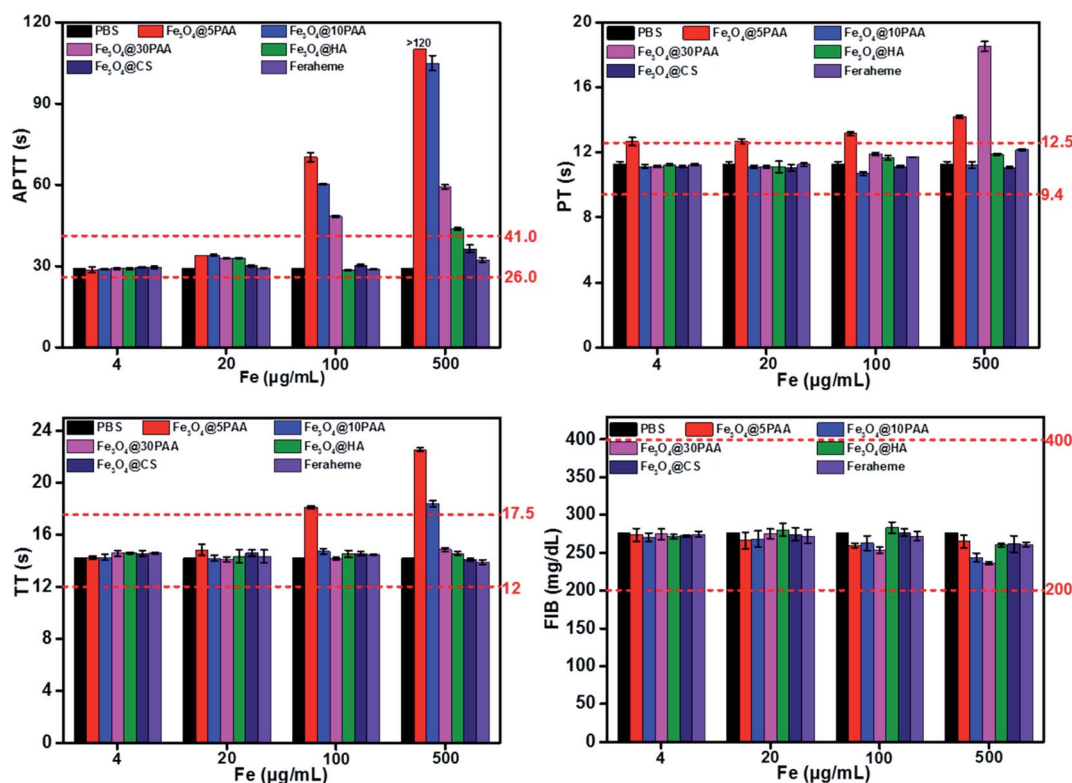 120
90
60
30
0
APTT (s)
PBS Fe₃O₄@5PAA Fe₃O₄@10PAA
Fe₃O₄@30PAA Fe₃O₄@HA
Fe₃O₄@CS Feraheme
>120
41.0
26.0
4 20 100 500
Fe (µg/mL)
20
16
12
8
4
0
PT (s)
PBS Fe₃O₄@5PAA Fe₃O₄@10PAA
Fe₃O₄@30PAA Fe₃O₄@HA
Fe₃O₄@CS Feraheme
12.5
9.4
4 20 100 500
Fe (µg/mL)
24
20
16
12
8
4
0
TT (s)
PBS Fe₃O₄@5PAA Fe₃O₄@10PAA
Fe₃O₄@30PAA Fe₃O₄@HA
Fe₃O₄@CS Feraheme
17.5
12
4 20 100 500
Fe (µg/mL)
400
350
300
250
200
150
100
50
0
FIB (mg/dL)
PBS Fe₃O₄@5PAA Fe₃O₄@10PAA
Fe₃O₄@30PAA Fe₃O₄@HA
Fe₃O₄@CS Feraheme
400
200
4 20 100 500
Fe (µg/mL)